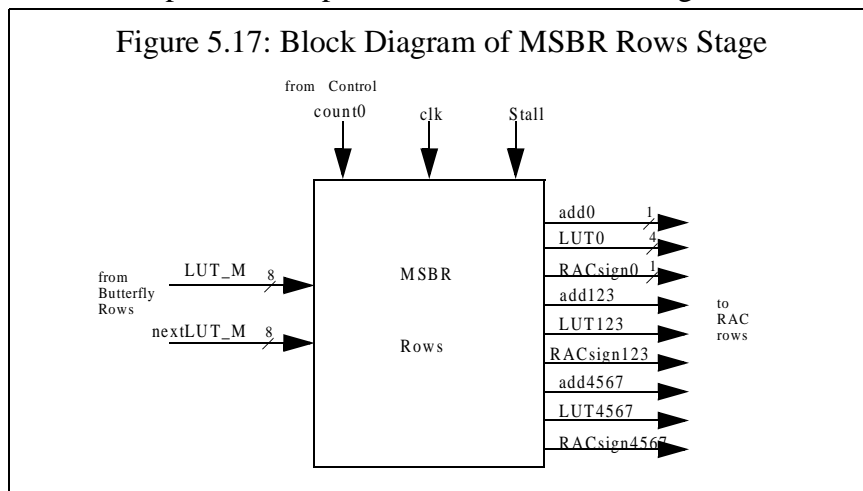 Figure 5.17: Block Diagram of MSBR Rows Stage
from Control
count0
clk
Stall
add0
1
LUT0
4
RACsign0
1
add123
LUT123
RACsign123
add4567
LUT4567
RACsign4567
MSBR
Rows
LUT_M
8
nextLUT_M
8
from
Butterfly
Rows
to
RAC
rows